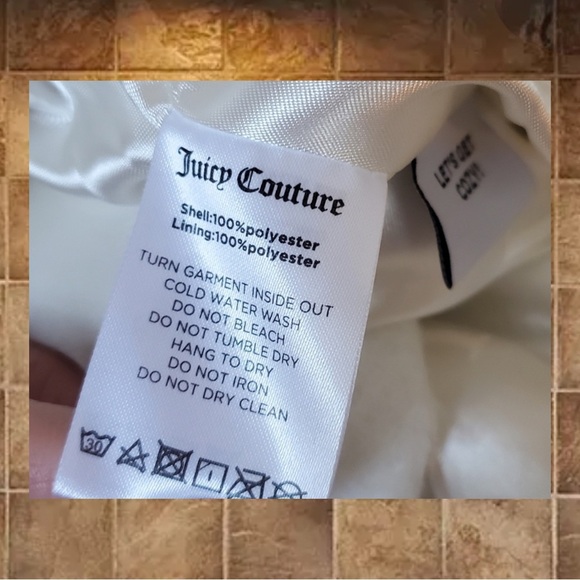 Juicy Couture
Shell:100%polyester
Lining:100%polyester
TURN GARMENT INSIDE OUT
COLD WATER WASH
DO NOT BLEACH
DO NOT TUMBLE DRY
HANG TO DRY
DO NOT IRON
DO NOT DRY CLEAN
30
LET'S GET
COZY!